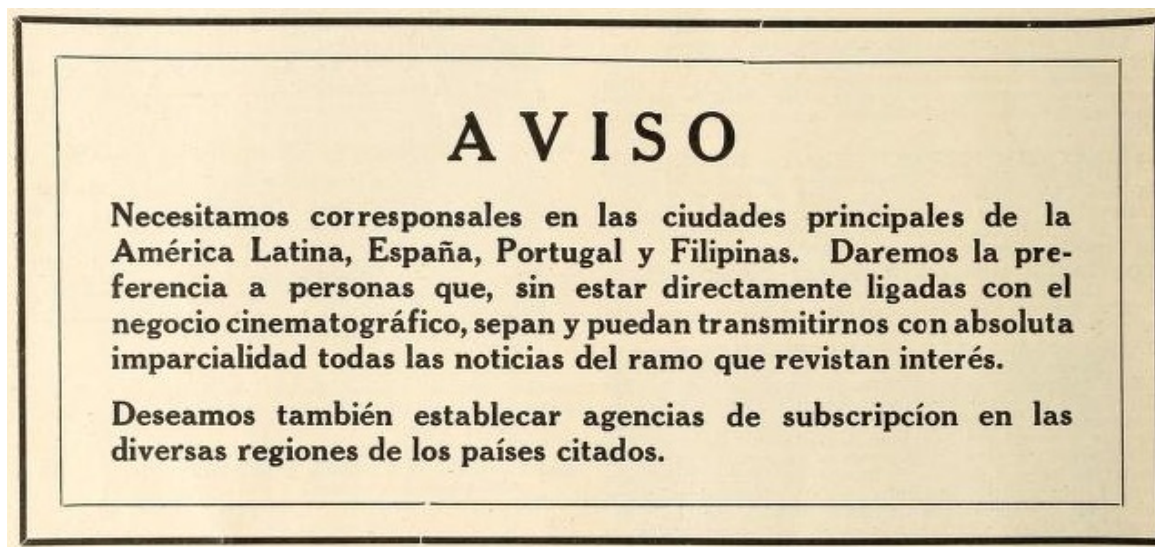 AVISO
Necesitamos corresponsales en las ciudades principales de la
América Latina, España, Portugal y Filipinas. Daremos la pre-
ferencia a personas que, sin estar directamente ligadas con el
negocio cinematográfico, sepan y puedan transmitirnos con absoluta
imparcialidad todas las noticias del ramo que revistan interés.
Deseamos también establecar agencias de subscripcíon en las
diversas regiones de los países citados.